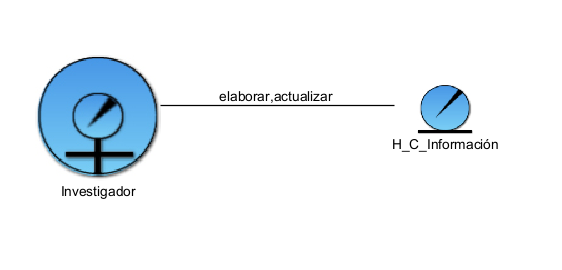 elaborar,actualizar
H_C_Información
Investigador